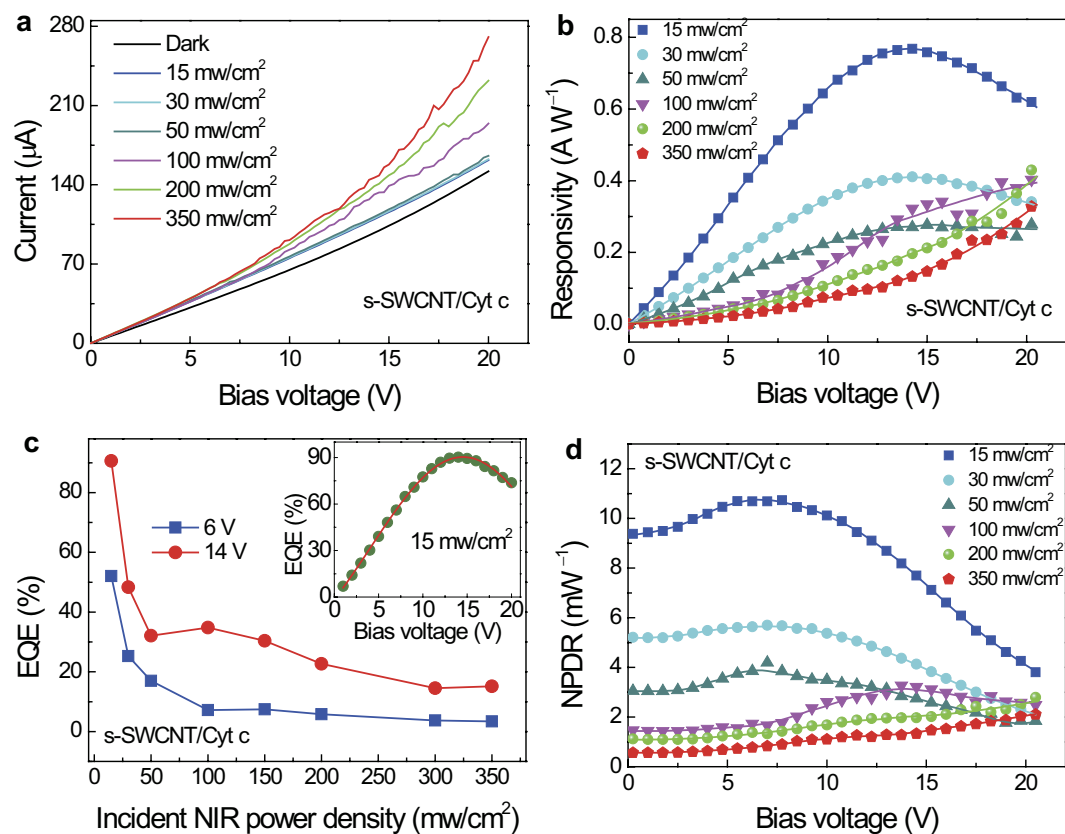 a
Current (µA)
280
210
140
70
0
Dark
15 mw/cm²
30 mw/cm²
50 mw/cm²
100 mw/cm²
200 mw/cm²
350 mw/cm²
s-SWCNT/Cyt c
0 5 10 15 20
Bias voltage (V)
b
Responsivity (A W⁻¹)
0.8
0.6
0.4
0.2
0.0
15 mw/cm²
30 mw/cm²
50 mw/cm²
100 mw/cm²
200 mw/cm²
350 mw/cm²
s-SWCNT/Cyt c
0 5 10 15 20
Bias voltage (V)
c
EQE (%)
80
60
40
20
0
6 V
14 V
s-SWCNT/Cyt c
EQE (%)
90
60
30
0
15 mw/cm²
0 5 10 15 20
Bias voltage (V)
0 50 100 150 200 250 300 350
Incident NIR power density (mw/cm²)
d
NPDR (mW⁻¹)
12
10
8
6
4
2
0
s-SWCNT/Cyt c
15 mw/cm²
30 mw/cm²
50 mw/cm²
100 mw/cm²
200 mw/cm²
350 mw/cm²
0 5 10 15 20
Bias voltage (V)